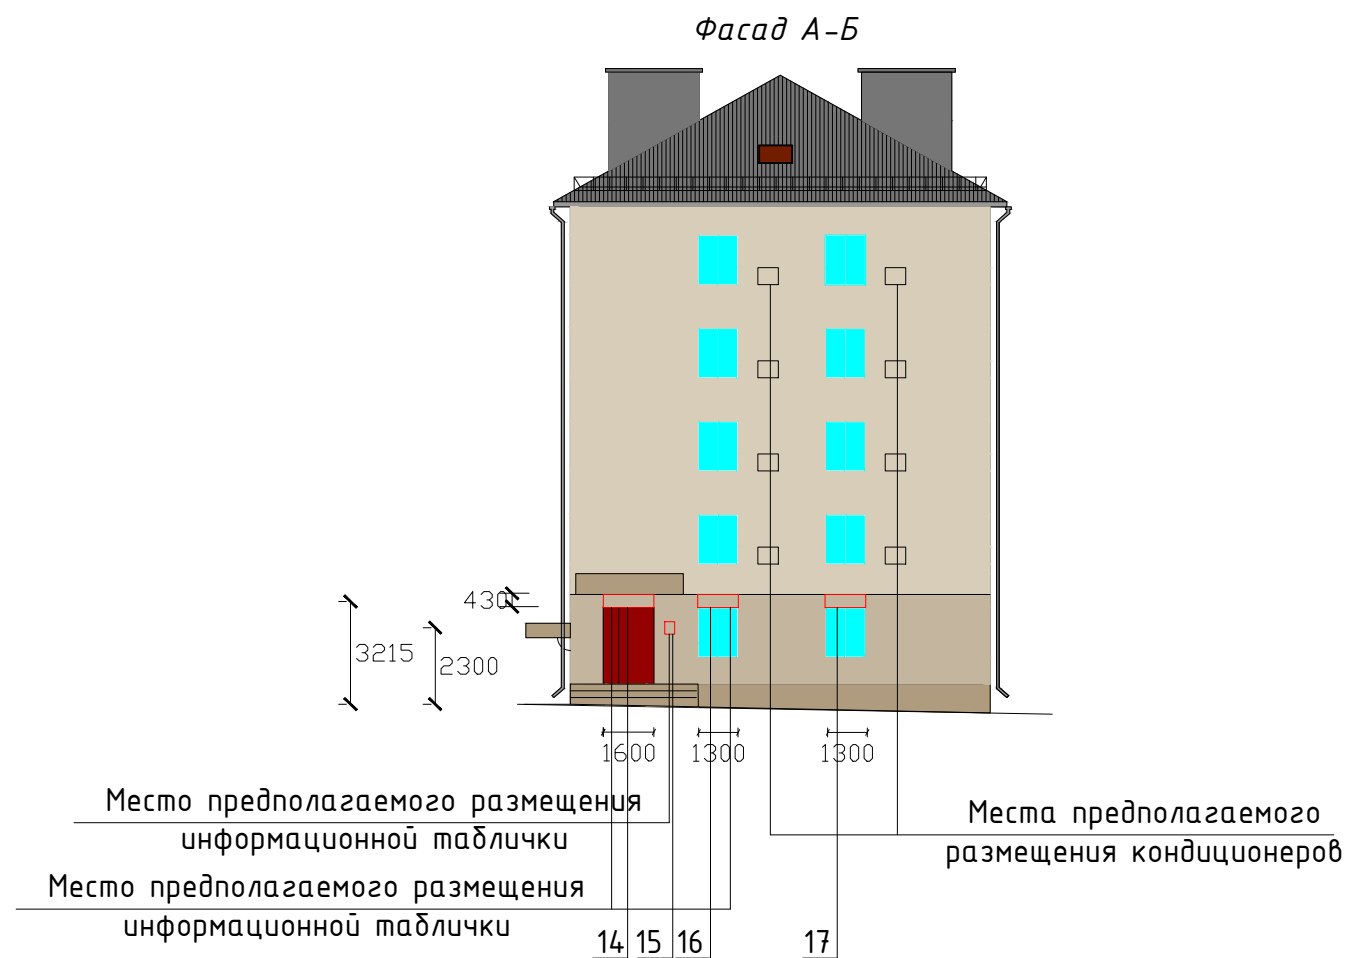 Фасад А-Б
430
3215
2300
1600
1300
1300
Место предполагаемого размещения
информационной таблички
Места предполагаемого
размещения кондиционеров
Место предполагаемого размещения
информационной таблички
14
15
16
17